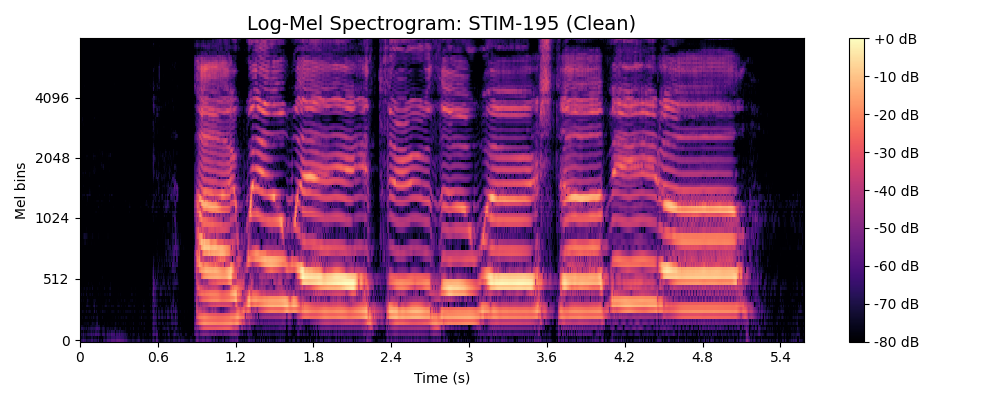 Log-Mel Spectrogram: STIM-195 (Clean)
Mel bins
4096
2048
1024
512
0
0 0.6 1.2 1.8 2.4 3 3.6 4.2 4.8 5.4
Time (s)
+0 dB
-10 dB
-20 dB
-30 dB
-40 dB
-50 dB
-60 dB
-70 dB
-80 dB